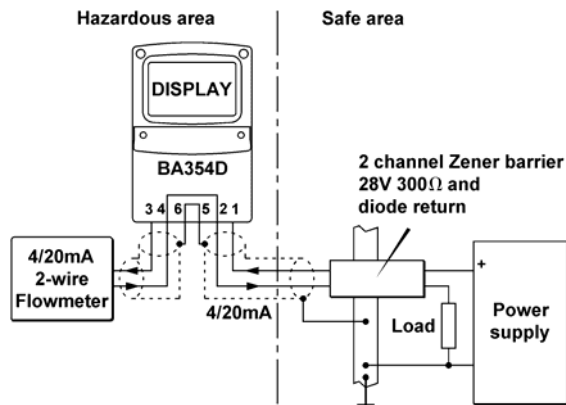 Hazardous area
Safe area
DISPLAY
BA354D
3 4 6 5 2 1
2 channel Zener barrier
28V 300Ω and
diode return
4/20mA
2-wire
Flowmeter
4/20mA
Load
+
Power
supply